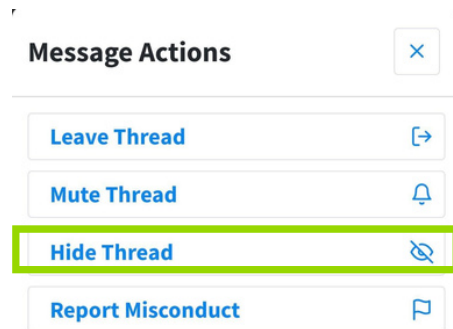 Message Actions
Leave Thread
Mute Thread
Hide Thread
Report Misconduct